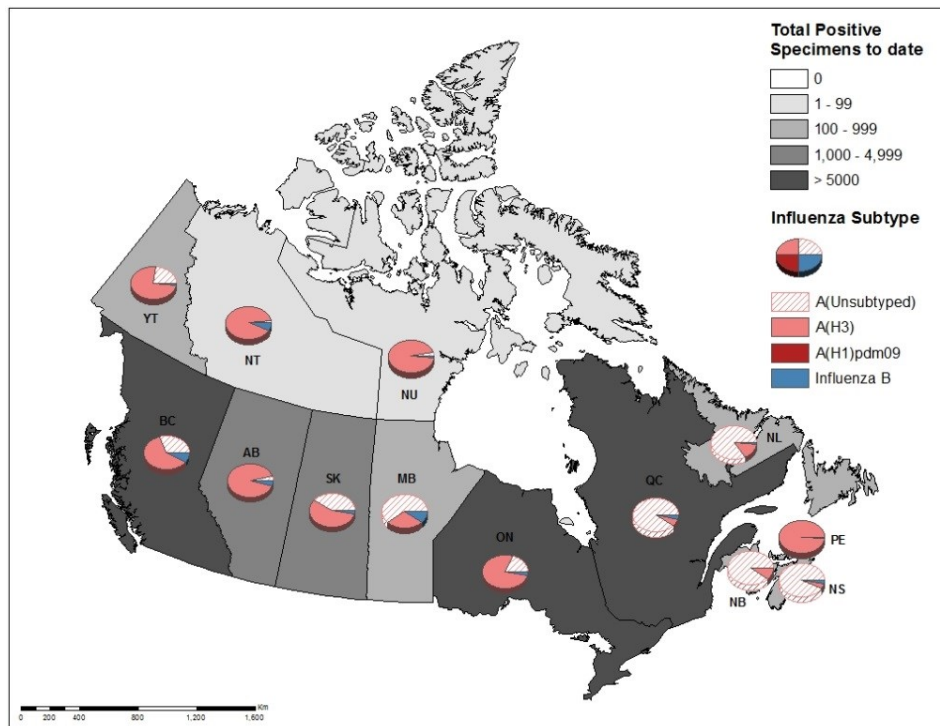 Total Positive
Specimens to date
0
1 - 99
100 - 999
1,000 - 4,999
> 5000
Influenza Subtype
A(Unsubtyped)
A(H3)
A(H1)pdm09
Influenza B
YT
NT
NU
BC
AB
SK
MB
ON
QC
NL
PE
NB
NS
Km
0 200 400 800 1,200 1,600